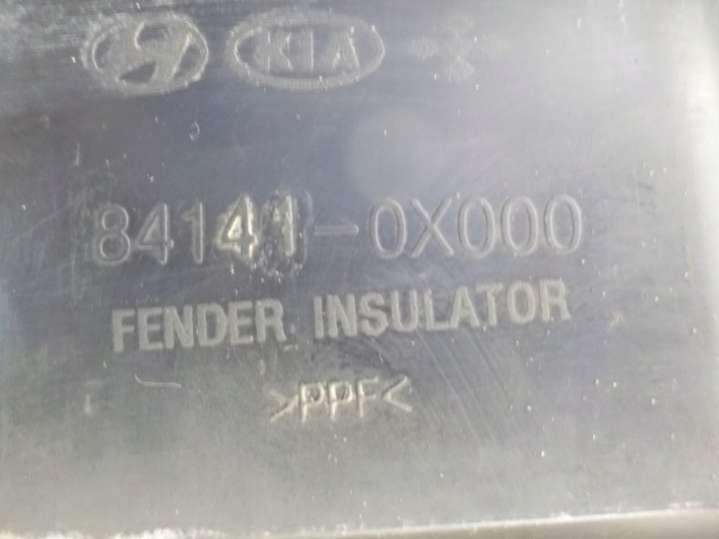 KIA
84141-0X000
FENDER INSULATOR
>PPF<